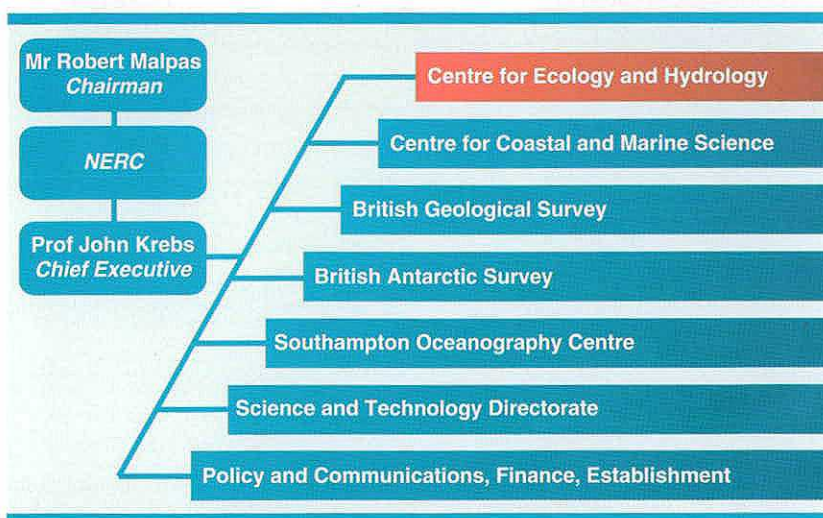 Mr Robert Malpas
Chairman
NERC
Prof John Krebs
Chief Executive
Centre for Ecology and Hydrology
Centre for Coastal and Marine Science
British Geological Survey
British Antarctic Survey
Southampton Oceanography Centre
Science and Technology Directorate
Policy and Communications, Finance, Establishment